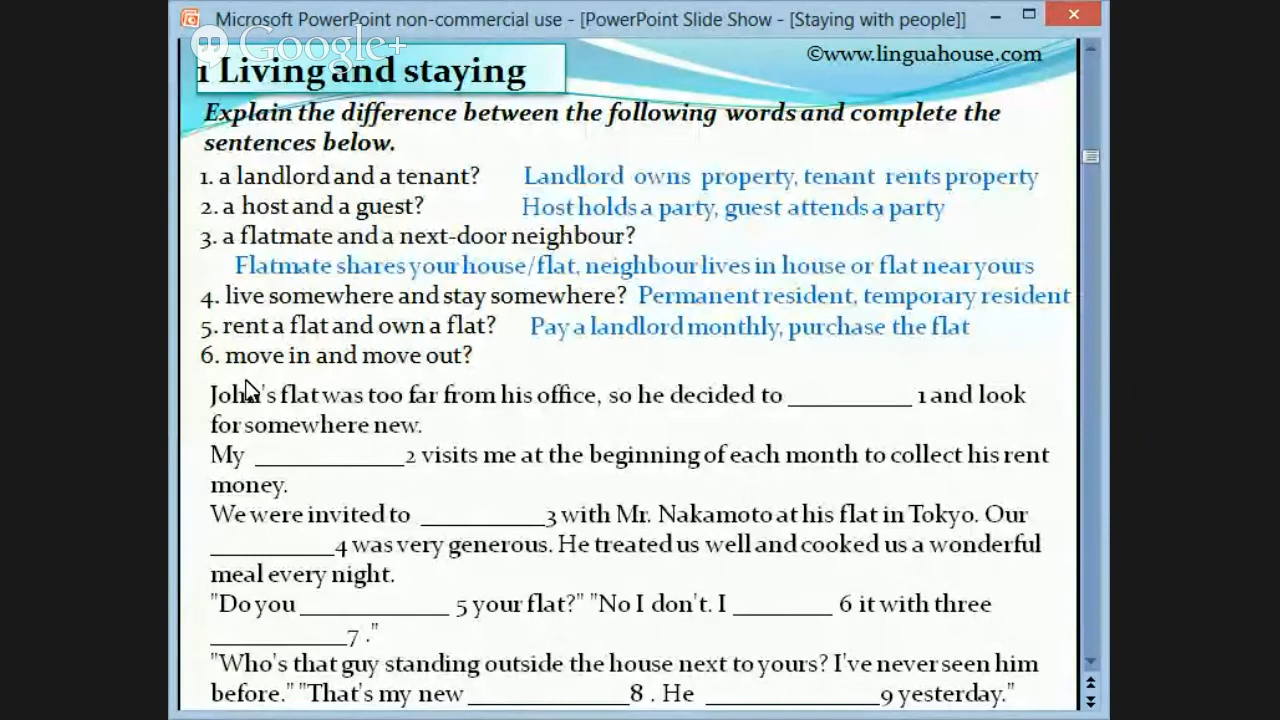 Microsoft PowerPoint non-commercial use - [PowerPoint Slide Show - [Staying with people]]
Google+
©www.linguahouse.com
1 Living and staying
Explain the difference between the following words and complete the
sentences below.
1. a landlord and a tenant? Landlord owns property, tenant rents property
2. a host and a guest? Host holds a party, guest attends a party
3. a flatmate and a next-door neighbour?
Flatmate shares your house/flat, neighbour lives in house or flat near yours
4. live somewhere and stay somewhere? Permanent resident, temporary resident
5. rent a flat and own a flat? Pay a landlord monthly, purchase the flat
6. move in and move out?
John's flat was too far from his office, so he decided to __________ 1 and look
for somewhere new.
My ____________2 visits me at the beginning of each month to collect his rent
money.
We were invited to __________3 with Mr. Nakamoto at his flat in Tokyo. Our
__________4 was very generous. He treated us well and cooked us a wonderful
meal every night.
"Do you ____________ 5 your flat?" "No I don't. I ________ 6 it with three
___________7 ."
"Who's that guy standing outside the house next to yours? I've never seen him
before." "That's my new _____________8 . He ______________9 yesterday."